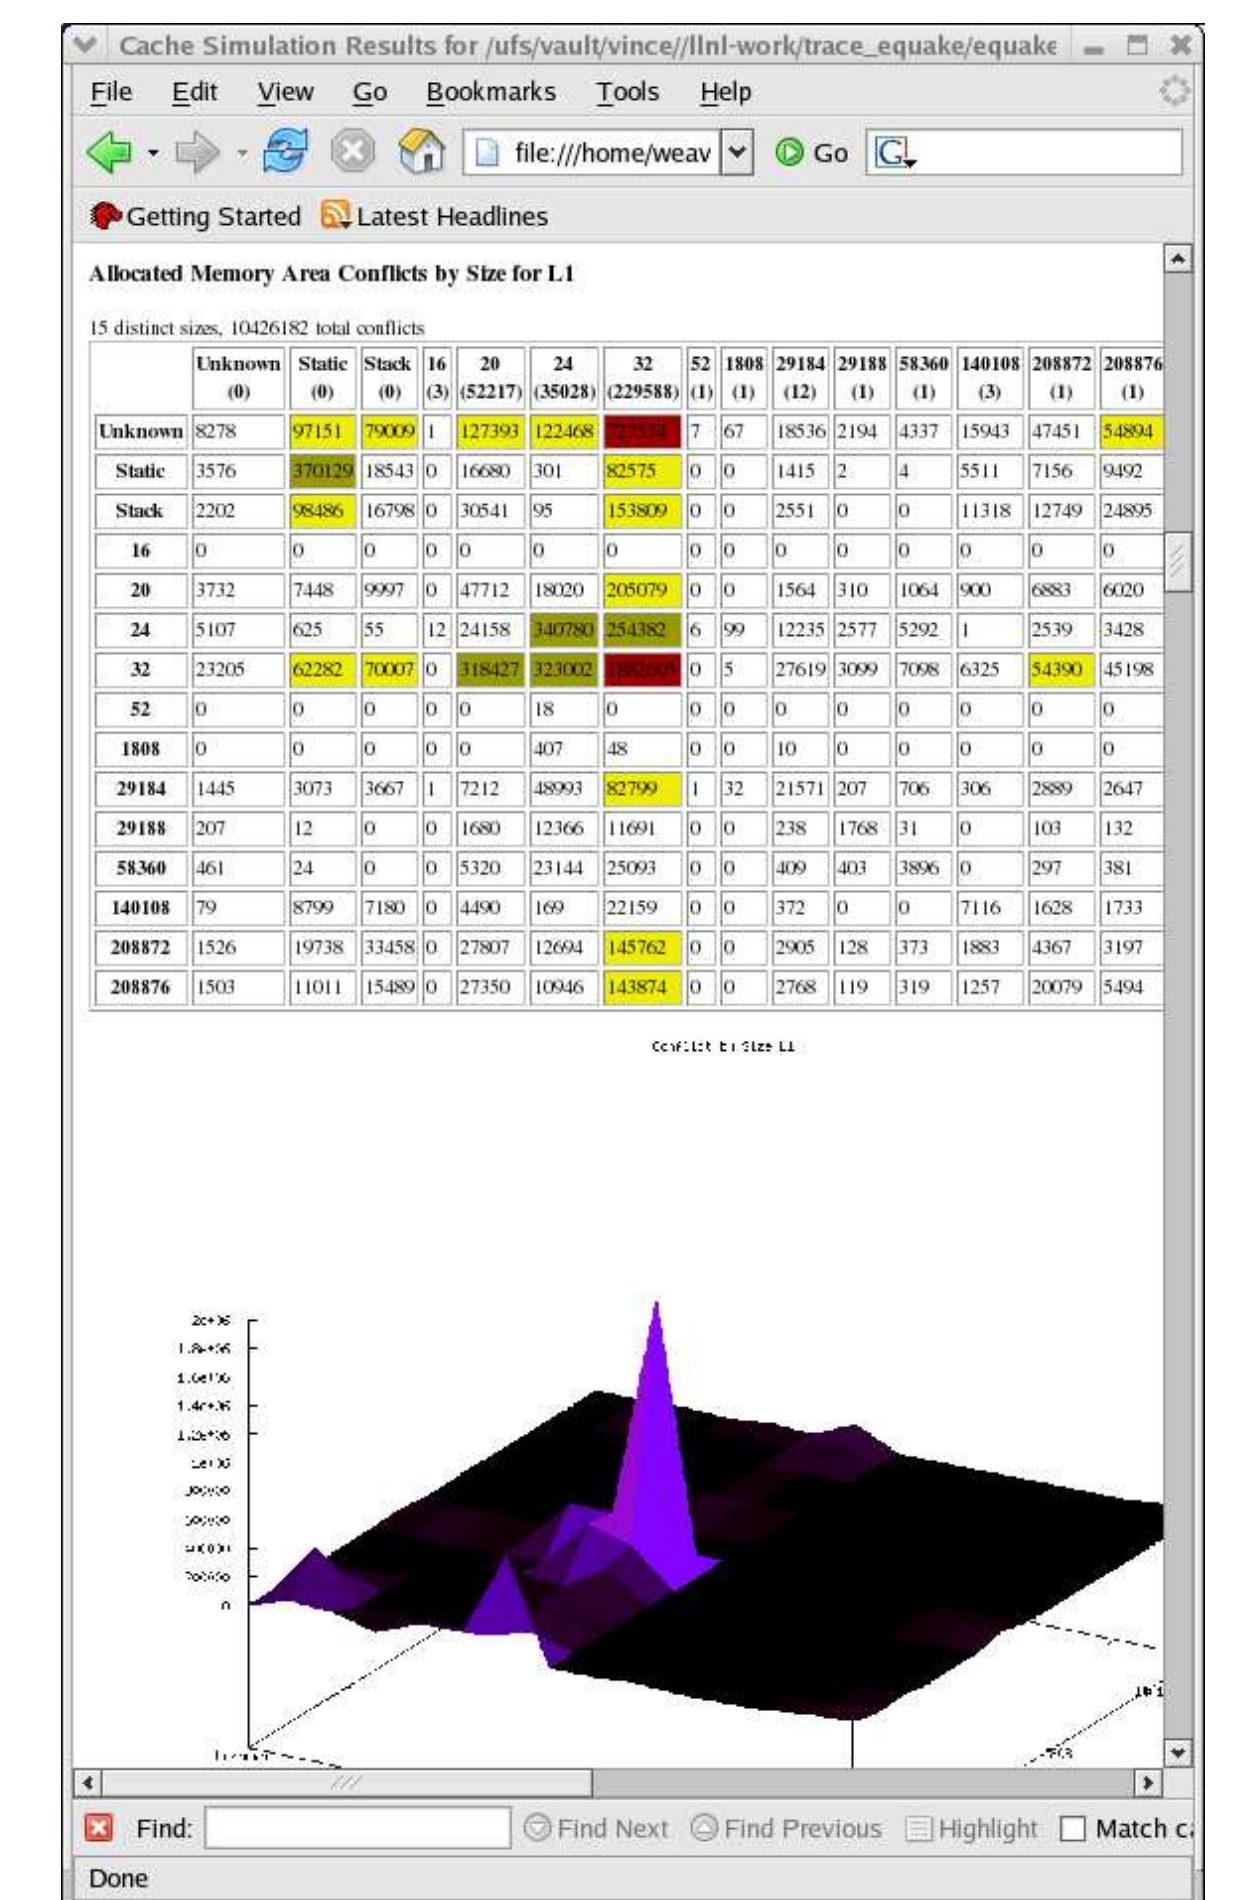 Cache Simulation Results for /ufs/vault/vince//llnl-work/trace_equake/equake
File Edit View Go Bookmarks Tools Help
file:///home/weav Go G
Getting Started Latest Headlines
Allocated Memory Area Conflicts by Size for L1
15 distinct sizes, 10426182 total conflicts
Unknown (0) Static (0) Stack (0) 16 (3) 20 (52217) 24 (35028) 32 (229588) 52 (1) 1808 (1) 29184 (12) 29188 (1) 58360 (1) 140108 (3) 208872 (1) 208876 (1)
Unknown 8278 97151 79009 1 127393 122468 7 67 18536 2194 4337 15943 47451 54894
Static 3576 370129 18543 0 16680 301 82575 0 0 1415 2 4 5511 7156 9492
Stack 2202 98486 16798 0 30541 95 153809 0 0 2551 0 0 11318 12749 24895
16 0 0 0 0 0 0 0 0 0 0 0 0 0 0 0
20 3732 7448 9997 0 47712 18020 205079 0 0 1564 310 1064 900 6883 6020
24 5107 625 55 12 24158 340780 254382 6 99 12235 2577 5292 1 2539 3428
32 23205 62282 70007 0 318427 323002 0 5 27619 3099 7098 6325 54390 45198
52 0 0 0 0 0 18 0 0 0 0 0 0 0 0 0
1808 0 0 0 0 0 407 48 0 0 10 0 0 0 0 0
29184 1445 3073 3667 1 7212 48993 82799 1 32 21571 207 706 306 2889 2647
29188 207 12 0 0 1680 12366 11691 0 0 238 1768 31 0 103 132
58360 461 24 0 0 5320 23144 25093 0 0 409 403 3896 0 297 381
140108 79 8799 7180 0 4490 169 22159 0 0 372 0 0 7116 1628 1733
208872 1526 19738 33458 0 27807 12694 145762 0 0 2905 128 373 1883 4367 3197
208876 1503 11011 15489 0 27350 10946 143874 0 0 2768 119 319 1257 20079 5494
Conflict by Size L1
0
Find: Find Next Find Previous Highlight Match ca
Done